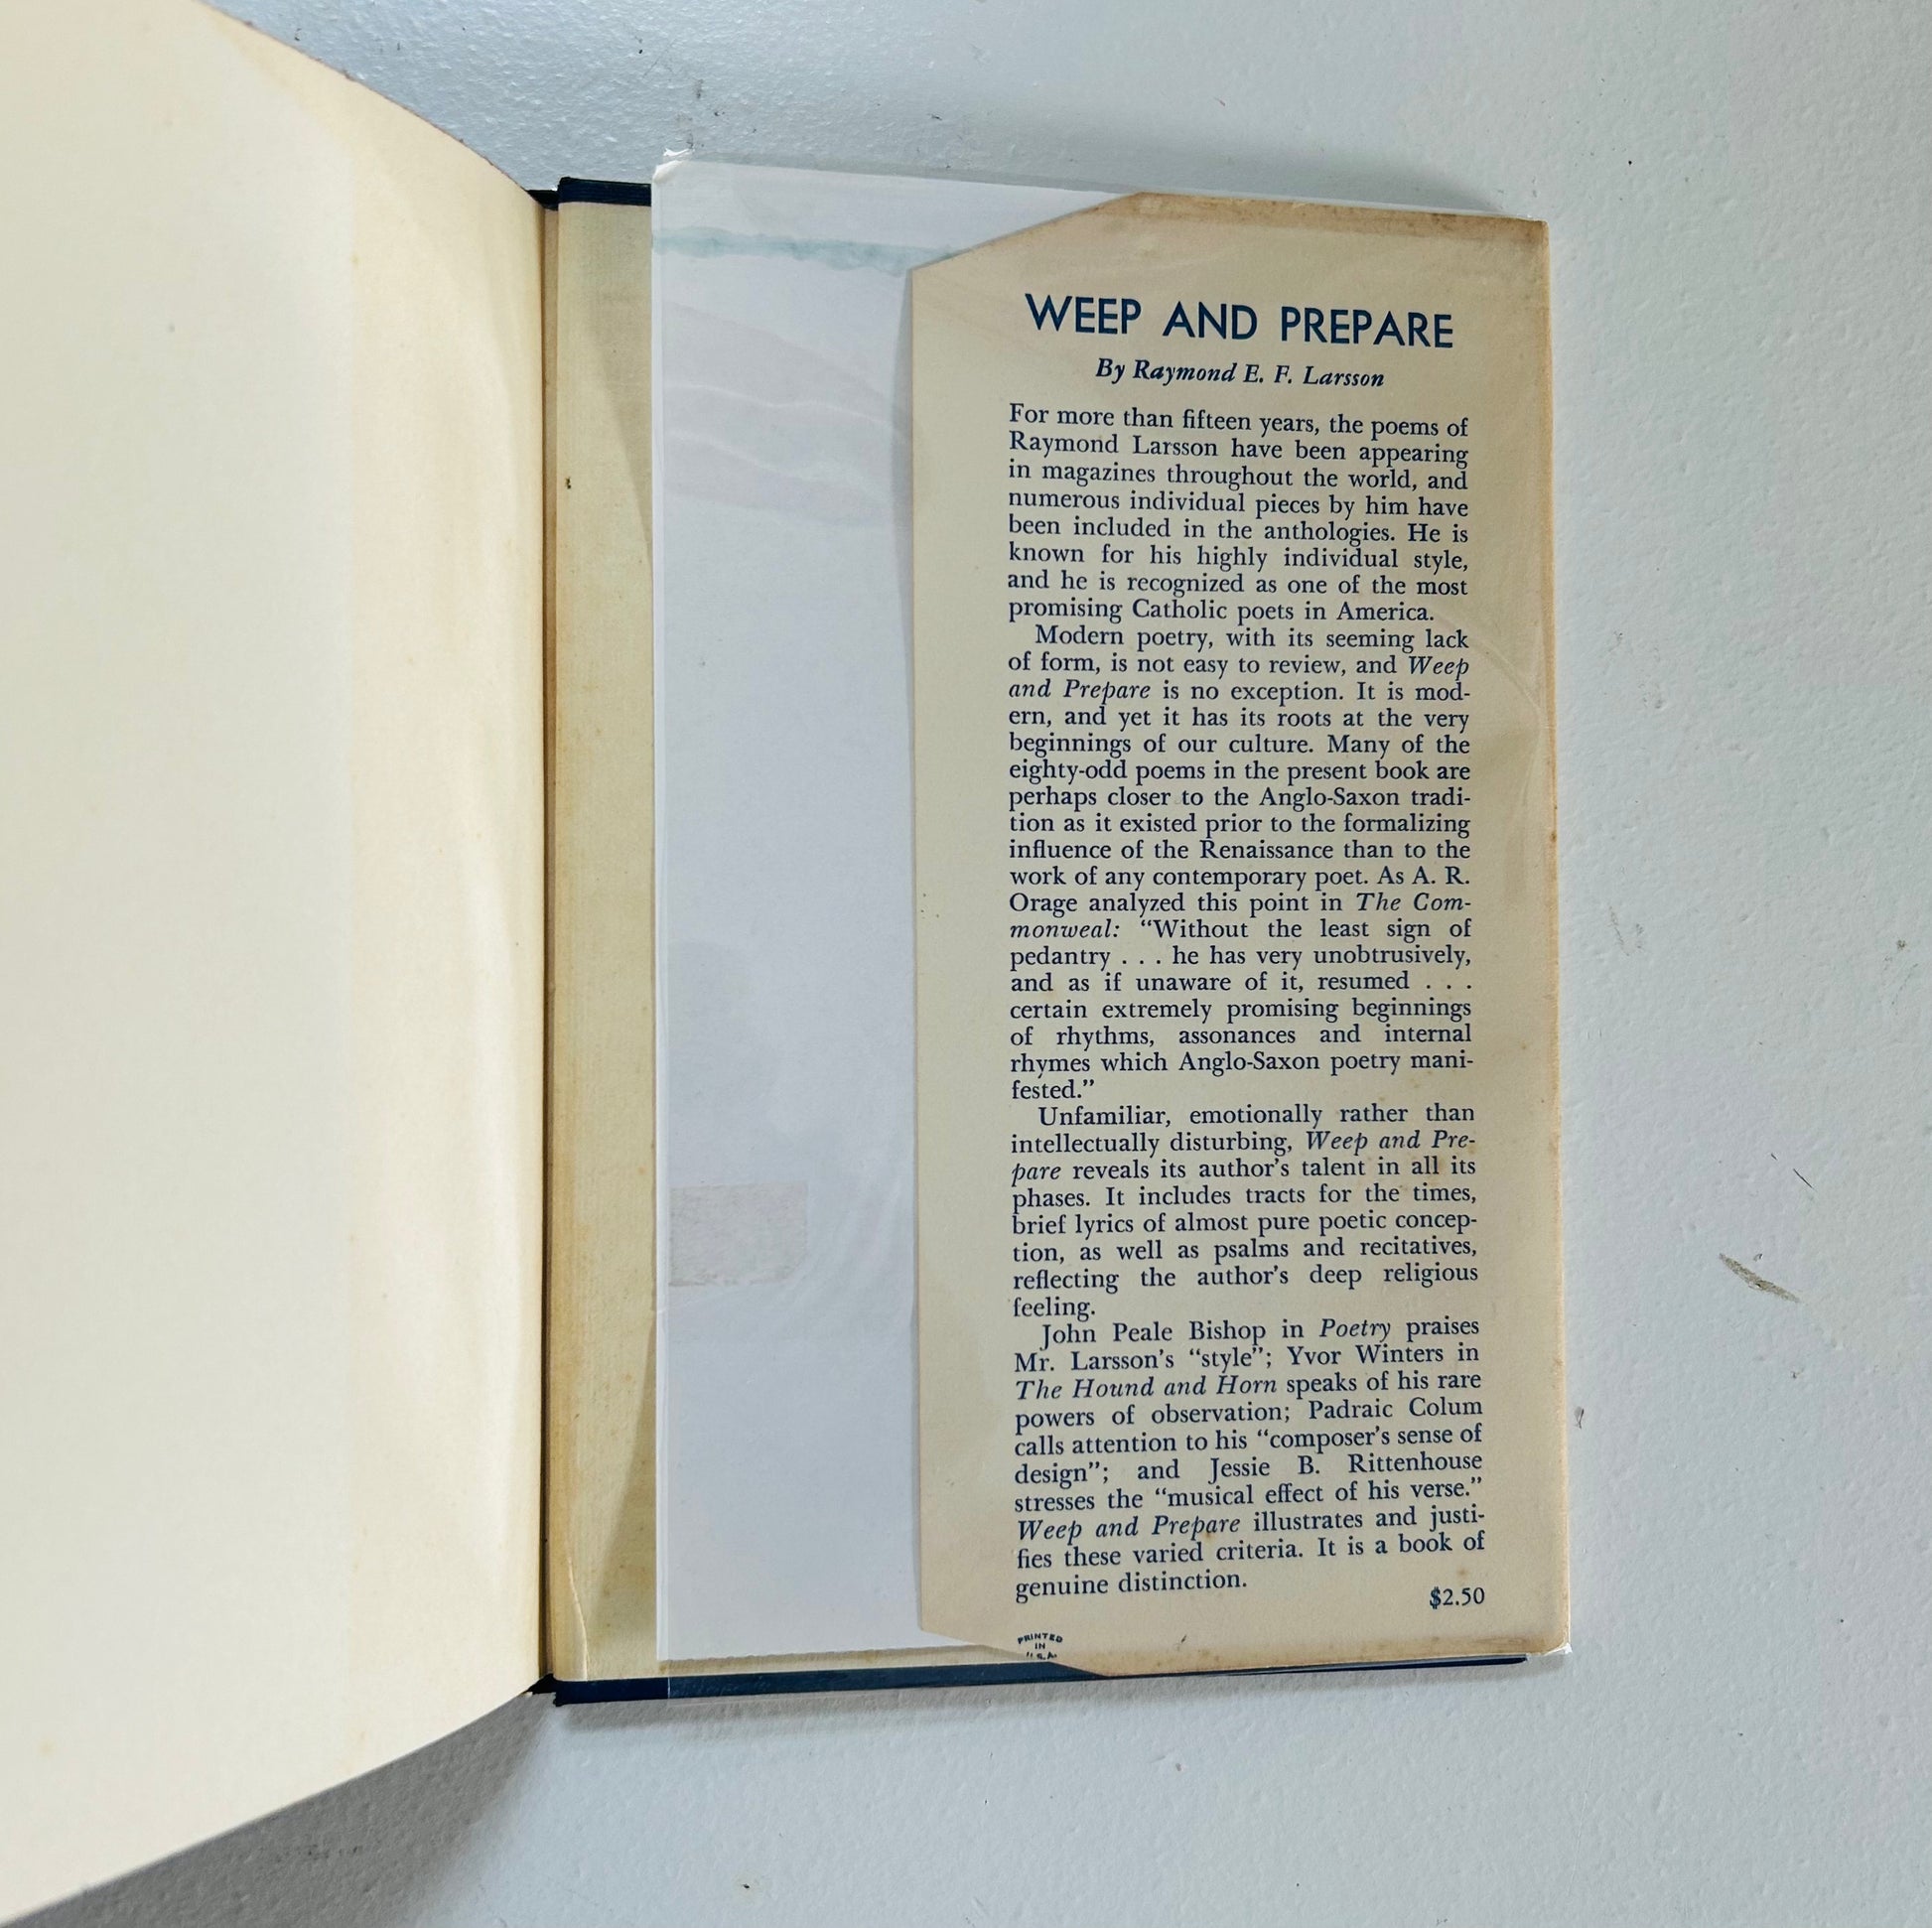 WEEP AND PREPARE
By Raymond E. F. Larsson
For more than fifteen years, the poems of
Raymond Larsson have been appearing
in magazines throughout the world, and
numerous individual pieces by him have
been included in the anthologies. He is
known for his highly individual style,
and he is recognized as one of the most
promising Catholic poets in America.
Modern poetry, with its seeming lack
of form, is not easy to review, and Weep
and Prepare is no exception. It is mod-
ern, and yet it has its roots at the very
beginnings of our culture. Many of the
eighty-odd poems in the present book are
perhaps closer to the Anglo-Saxon tradi-
tion as it existed prior to the formalizing
influence of the Renaissance than to the
work of any contemporary poet. As A. R.
Orage analyzed this point in The Com-
monweal: “Without the least sign of
pedantry . . . he has very unobtrusively,
and as if unaware of it, resumed . . .
certain extremely promising beginnings
of rhythms, assonances and internal
rhymes which Anglo-Saxon poetry mani-
fested.”
Unfamiliar, emotionally rather than
intellectually disturbing, Weep and Pre-
pare reveals its author’s talent in all its
phases. It includes tracts for the times,
brief lyrics of almost pure poetic concep-
tion, as well as psalms and recitatives,
reflecting the author’s deep religious
feeling.
John Peale Bishop in Poetry praises
Mr. Larsson’s “style”; Yvor Winters in
The Hound and Horn speaks of his rare
powers of observation; Padraic Colum
calls attention to his “composer’s sense of
design”; and Jessie B. Rittenhouse
stresses the “musical effect of his verse.”
Weep and Prepare illustrates and justi-
fies these varied criteria. It is a book of
genuine distinction.
$2.50
PRINTED
IN
U.S.A.